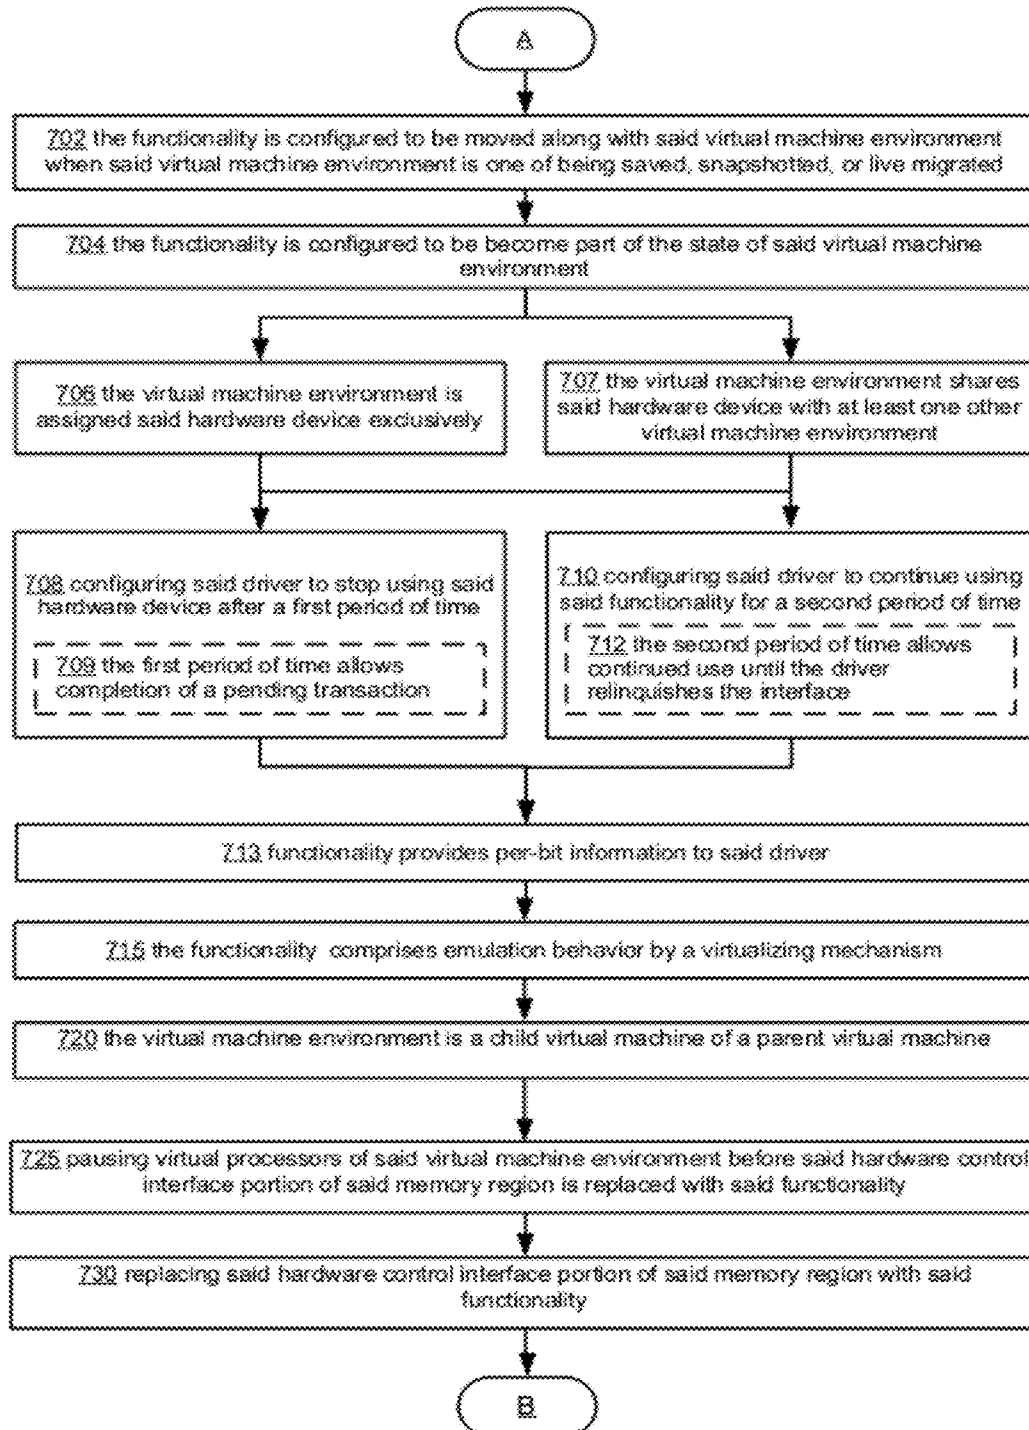 A
702 the functionality is configured to be moved along with said virtual machine environment
when said virtual machine environment is one of being saved, snapshotted, or live migrated
704 the functionality is configured to be become part of the state of said virtual machine
environment
706 the virtual machine environment is
assigned said hardware device exclusively
707 the virtual machine environment shares
said hardware device with at least one other
virtual machine environment
708 configuring said driver to stop using said
hardware device after a first period of time
709 the first period of time allows
completion of a pending transaction
710 configuring said driver to continue using
said functionality for a second period of time
712 the second period of time allows
continued use until the driver
relinquishes the interface
713 functionality provides per-bit information to said driver
715 the functionality comprises emulation behavior by a virtualizing mechanism
720 the virtual machine environment is a child virtual machine of a parent virtual machine
725 pausing virtual processors of said virtual machine environment before said hardware control
interface portion of said memory region is replaced with said functionality
730 replacing said hardware control interface portion of said memory region with said
functionality
B